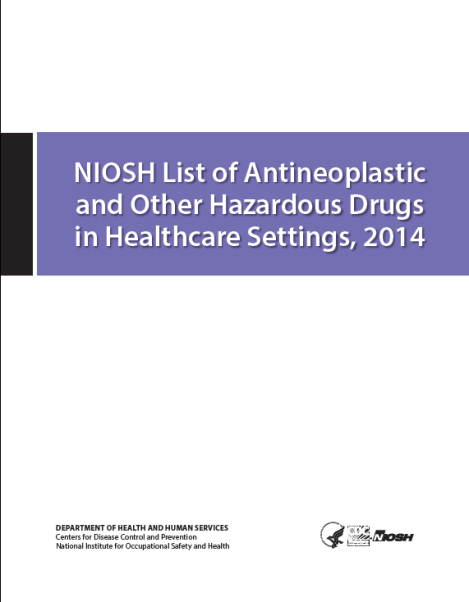 NIOSH List of Antineoplastic
and Other Hazardous Drugs
in Healthcare Settings, 2014
DEPARTMENT OF HEALTH AND HUMAN SERVICES
Centers for Disease Control and Prevention
National Institute for Occupational Safety and Health
NIOSH